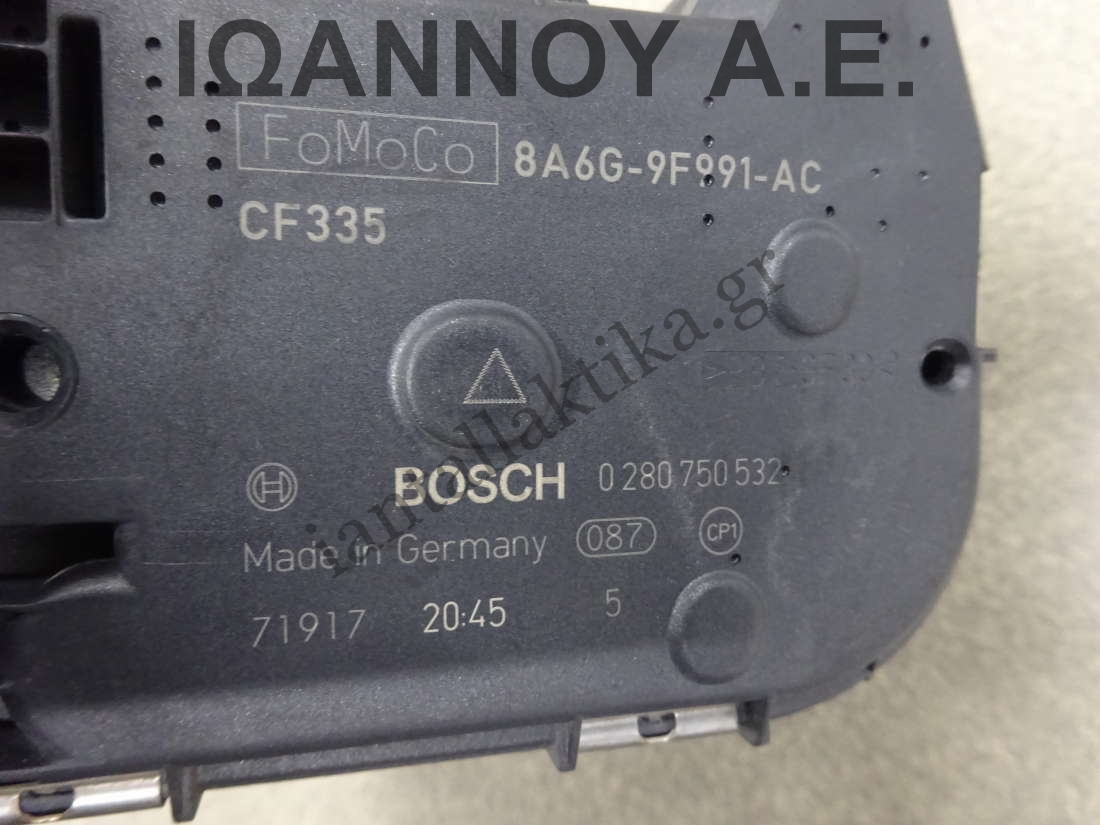 ΙΩΑΝΝΟΥ Α.Ε.
FoMoCo 8A6G-9F991-AC
CF335
iantallaktika.gr
H BOSCH 0 280 750 532
Made in Germany 087 CP1
71917 20:45 5